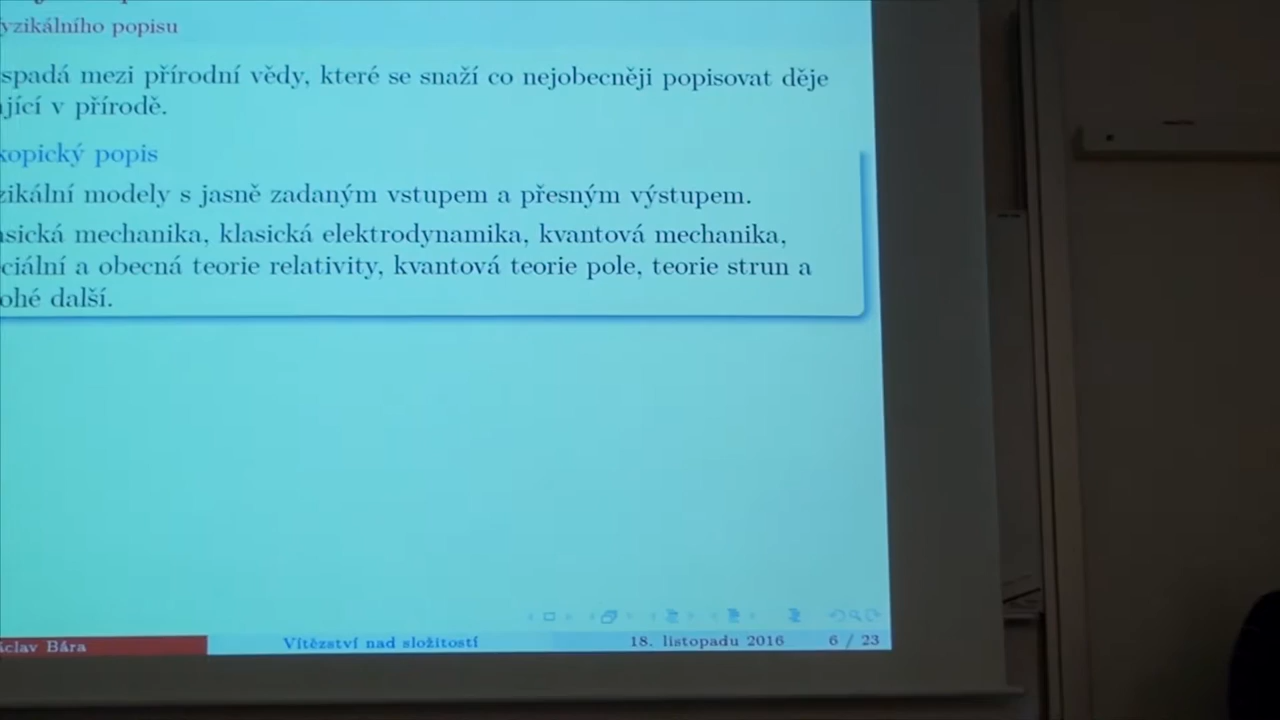 yzikálního popisu
spadá mezi přírodní vědy, které se snaží co nejobecněji popisovat děje
jící v přírodě.
kopický popis
zikální modely s jasně zadaným vstupem a přesným výstupem.
sická mechanika, klasická elektrodynamika, kvantová mechanika,
ciální a obecná teorie relativity, kvantová teorie pole, teorie strun a
ohé další.
clav Bára Vítězství nad složitostí 18. listopadu 2016 6 / 23